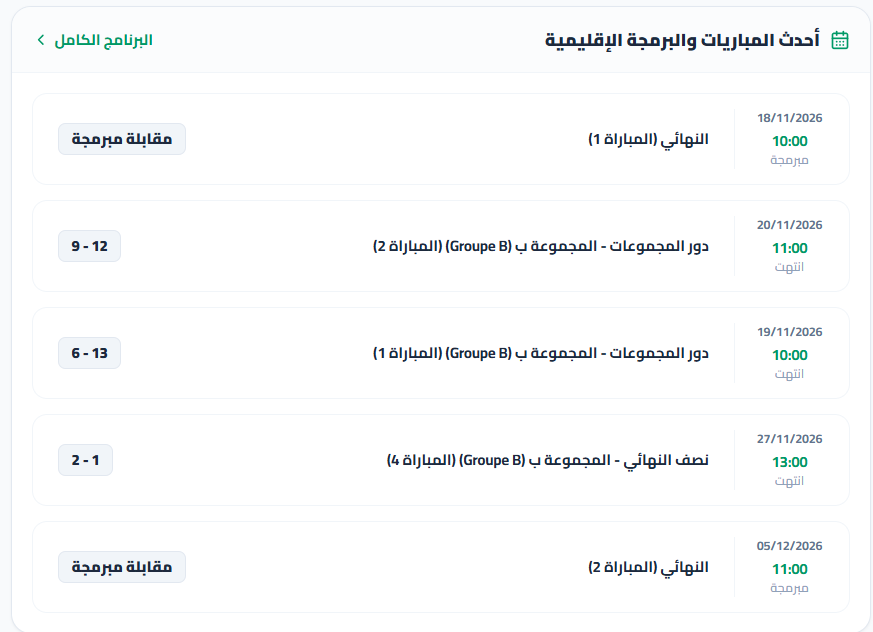 أحدث المباريات والبرمجة الإقليمية
البرنامج الكامل
18/11/2026
10:00
مبرمجة
النهائي (المباراة 1)
مقابلة مبرمجة
20/11/2026
11:00
انتهت
دور المجموعات - المجموعة ب (Groupe B) (المباراة 2)
12 - 9
19/11/2026
10:00
انتهت
دور المجموعات - المجموعة ب (Groupe B) (المباراة 1)
13 - 6
27/11/2026
13:00
انتهت
نصف النهائي - المجموعة ب (Groupe B) (المباراة 4)
1 - 2
05/12/2026
11:00
مبرمجة
النهائي (المباراة 2)
مقابلة مبرمجة